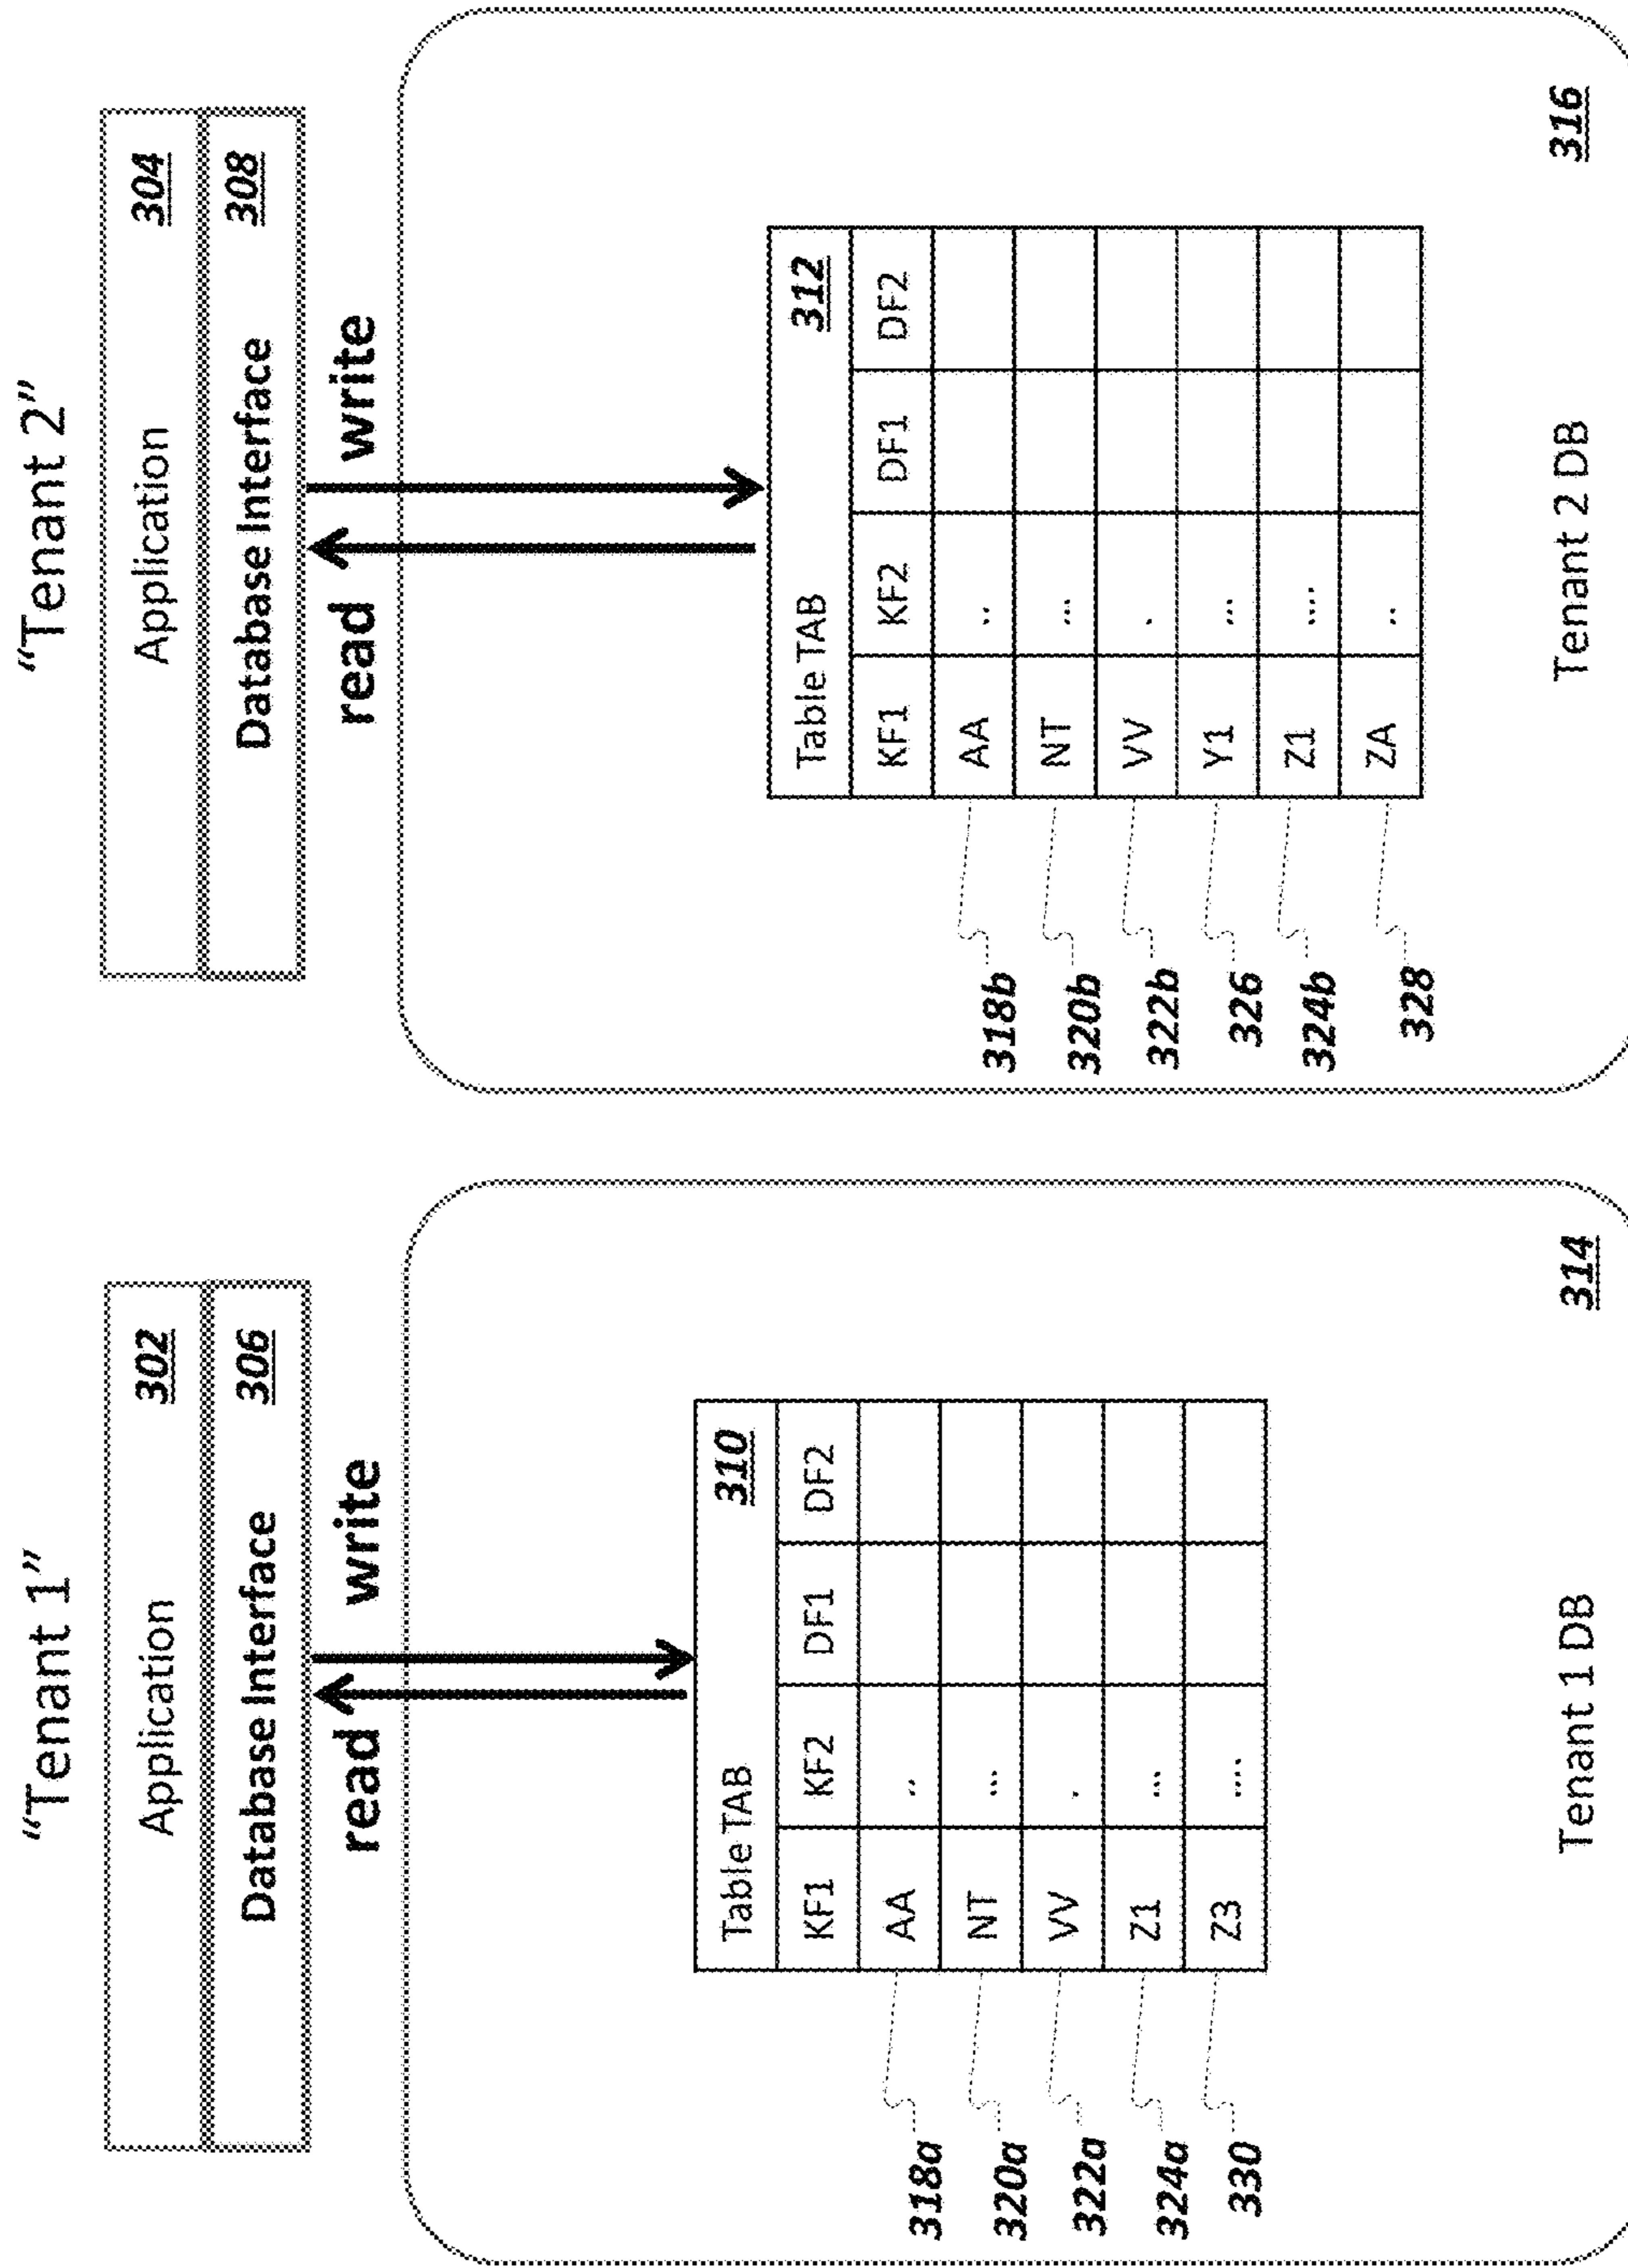 "Tenant 1"
Application 302
Database Interface 306
read write
Table TAB 310
KF1 KF2 DF1 DF2
318a AA ..
320a NT ...
322a VV .
324a Z1 ...
330 Z3 ....
Tenant 1 DB 314
"Tenant 2"
Application 304
Database Interface 308
read write
Table TAB 312
KF1 KF2 DF1 DF2
318b AA ..
320b NT ...
322b VV .
326 Y1 ...
324b Z1 ....
328 ZA ..
Tenant 2 DB 316